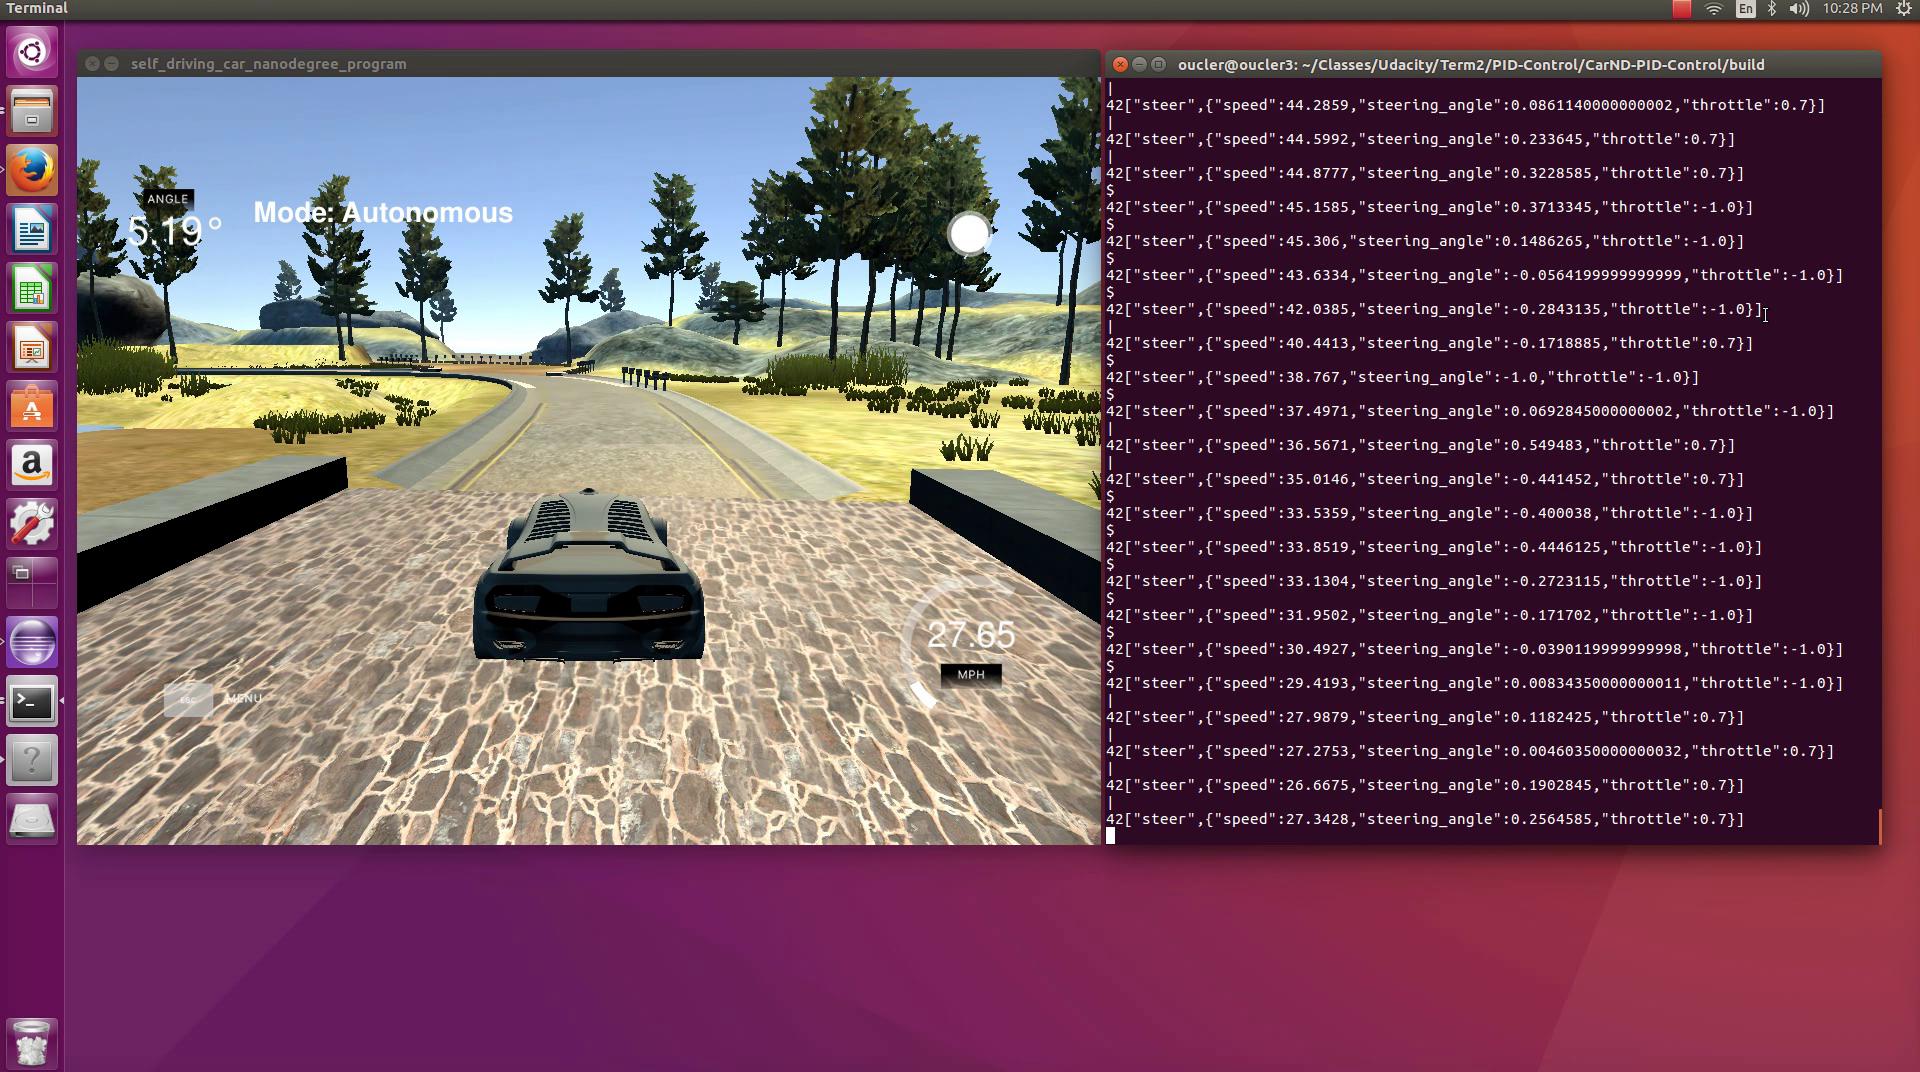 Terminal
En
10:28 PM
self_driving_car_nanodegree_program
ANGLE
5.19°
Mode: Autonomous
27.65
MPH
ESC
MENU
oucler@oucler3: ~/Classes/Udacity/Term2/PID-Control/CarND-PID-Control/build
|
42["steer",{"speed":44.2859,"steering_angle":0.0861140000000002,"throttle":0.7}]
|
42["steer",{"speed":44.5992,"steering_angle":0.233645,"throttle":0.7}]
|
42["steer",{"speed":44.8777,"steering_angle":0.3228585,"throttle":0.7}]
$
42["steer",{"speed":45.1585,"steering_angle":0.3713345,"throttle":-1.0}]
$
42["steer",{"speed":45.306,"steering_angle":0.1486265,"throttle":-1.0}]
$
42["steer",{"speed":43.6334,"steering_angle":-0.0564199999999999,"throttle":-1.0}]
$
42["steer",{"speed":42.0385,"steering_angle":-0.2843135,"throttle":-1.0}]
|
42["steer",{"speed":40.4413,"steering_angle":-0.1718885,"throttle":0.7}]
$
42["steer",{"speed":38.767,"steering_angle":-1.0,"throttle":-1.0}]
$
42["steer",{"speed":37.4971,"steering_angle":0.0692845000000002,"throttle":-1.0}]
|
42["steer",{"speed":36.5671,"steering_angle":0.549483,"throttle":0.7}]
|
42["steer",{"speed":35.0146,"steering_angle":-0.441452,"throttle":0.7}]
$
42["steer",{"speed":33.5359,"steering_angle":-0.400038,"throttle":-1.0}]
$
42["steer",{"speed":33.8519,"steering_angle":-0.4446125,"throttle":-1.0}]
$
42["steer",{"speed":33.1304,"steering_angle":-0.2723115,"throttle":-1.0}]
$
42["steer",{"speed":31.9502,"steering_angle":-0.171702,"throttle":-1.0}]
$
42["steer",{"speed":30.4927,"steering_angle":-0.0390119999999998,"throttle":-1.0}]
$
42["steer",{"speed":29.4193,"steering_angle":0.00834350000000011,"throttle":-1.0}]
|
42["steer",{"speed":27.9879,"steering_angle":0.1182425,"throttle":0.7}]
|
42["steer",{"speed":27.2753,"steering_angle":0.00460350000000032,"throttle":0.7}]
|
42["steer",{"speed":26.6675,"steering_angle":0.1902845,"throttle":0.7}]
|
42["steer",{"speed":27.3428,"steering_angle":0.2564585,"throttle":0.7}]